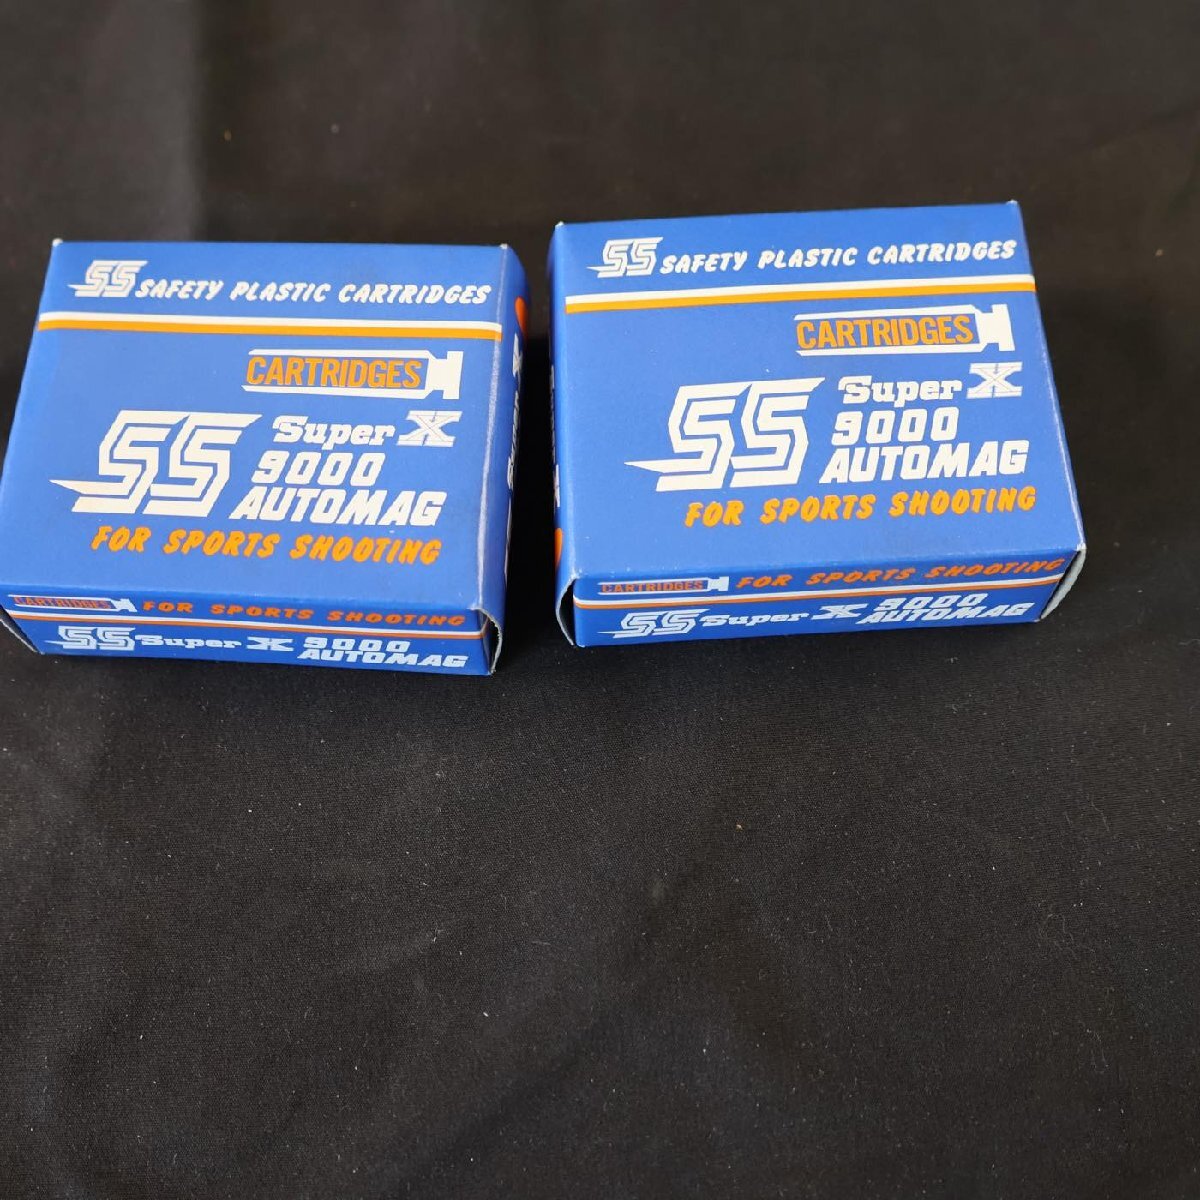 SS SAFETY PLASTIC CARTRIDGES
CARTRIDGES
SS Super X
9000
AUTOMAG
FOR SPORTS SHOOTING
CARTRIDGES FOR SPORTS SHOOTING
SS Super X 9000
AUTOMAG
SS SAFETY PLASTIC CARTRIDGES
CARTRIDGES
SS Super X
9000
AUTOMAG
FOR SPORTS SHOOTING
CARTRIDGES FOR SPORTS SHOOTING
SS Super X 9000
AUTOMAG